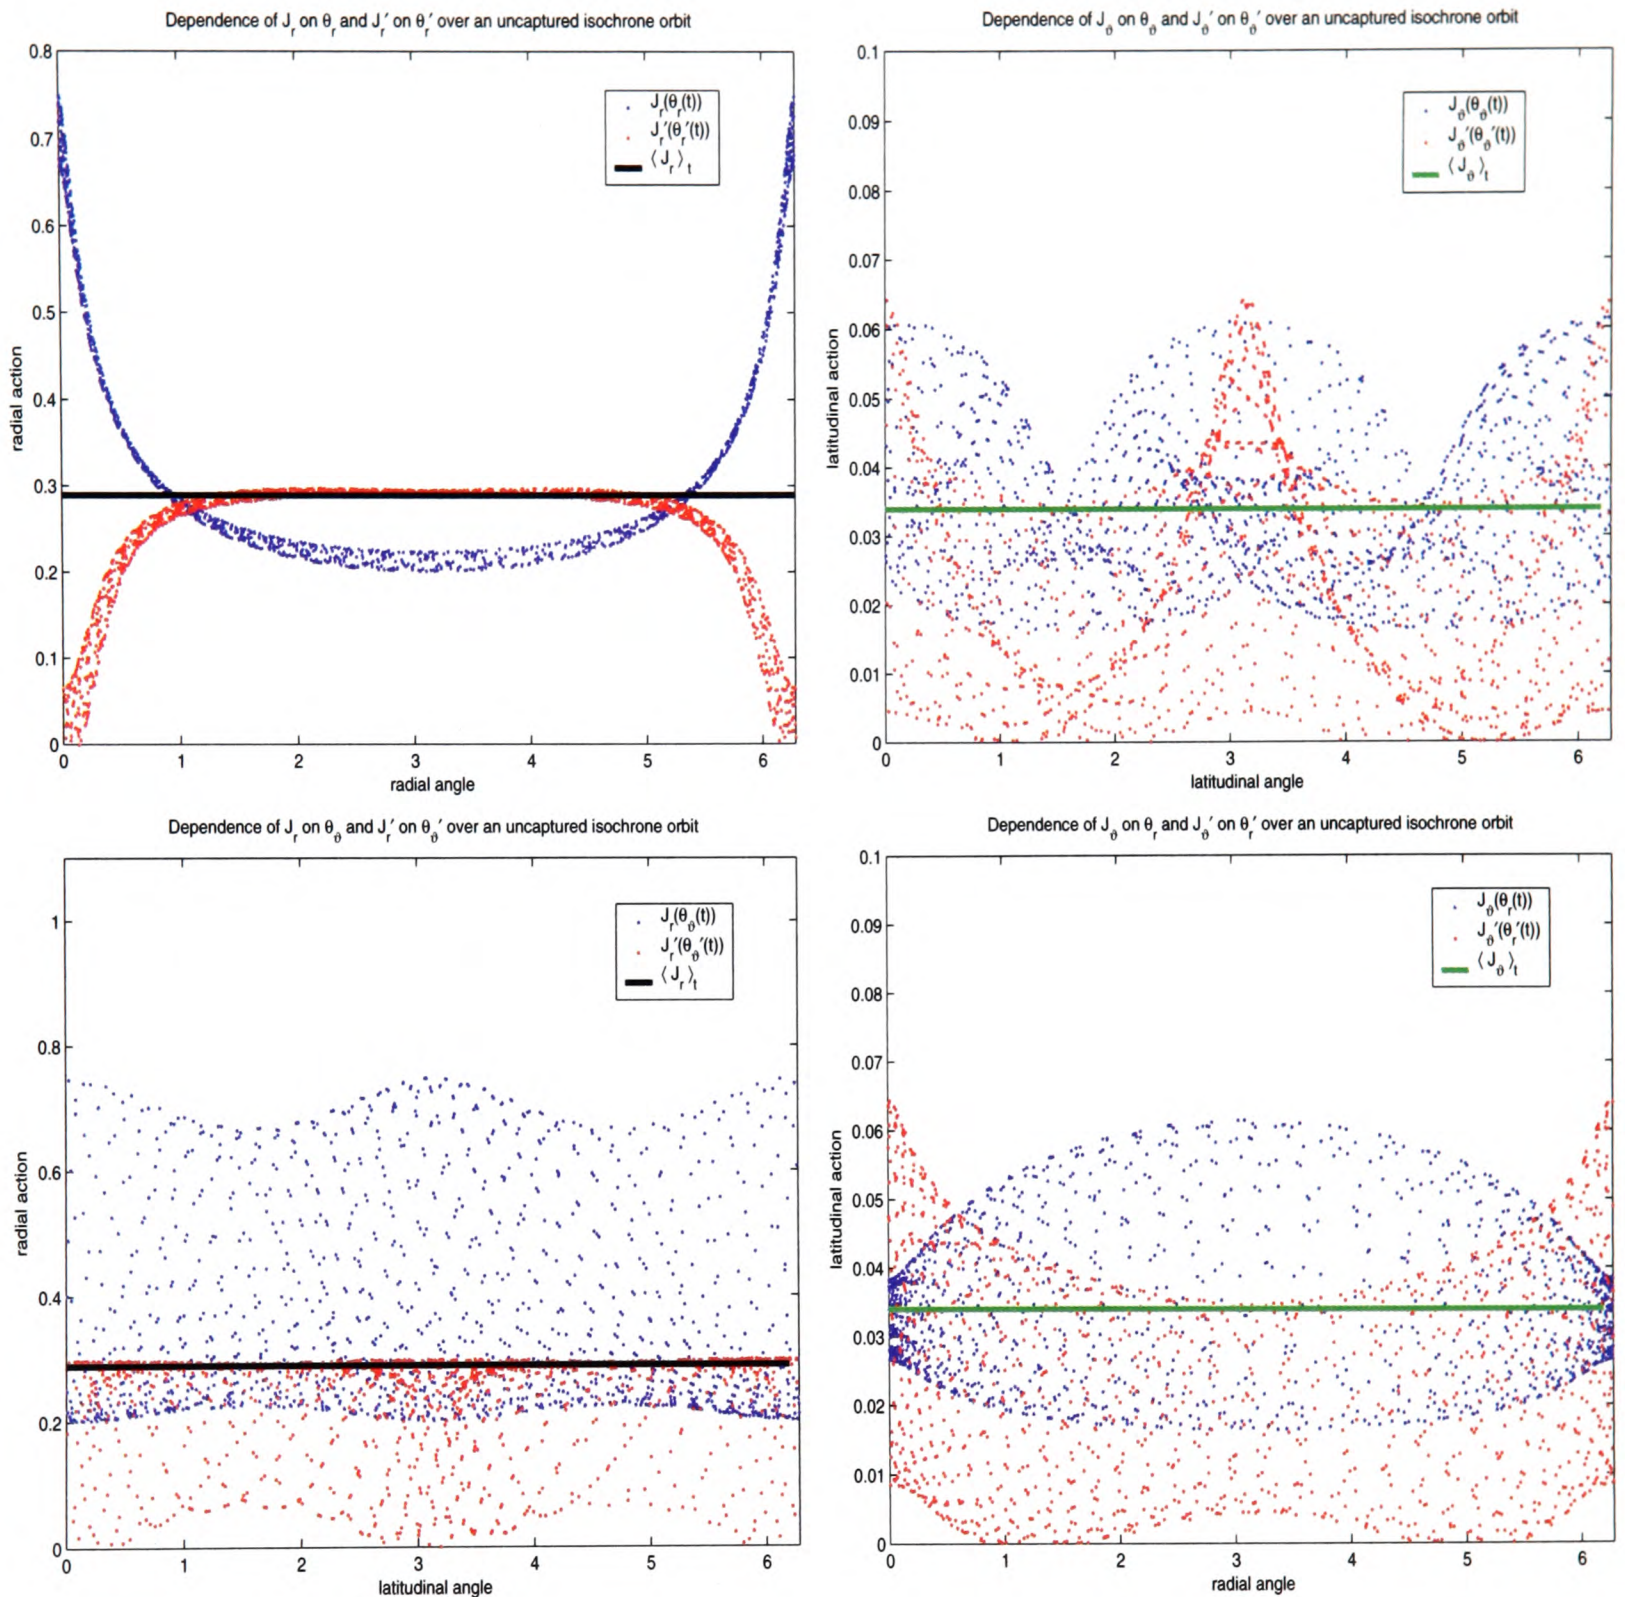 Dependence of J_r on θ_r and J_r′ on θ_r′ over an uncaptured isochrone orbit
0.8
0.7
0.6
0.5
0.4
0.3
0.2
0.1
0
radial action
J_r(θ_r(t))
J_r′(θ_r′(t))
⟨J_r⟩_t
0 1 2 3 4 5 6
radial angle
Dependence of J_ϑ on θ_ϑ and J_ϑ′ on θ_ϑ′ over an uncaptured isochrone orbit
0.1
0.09
0.08
0.07
0.06
0.05
0.04
0.03
0.02
0.01
0
latitudinal action
J_ϑ(θ_ϑ(t))
J_ϑ′(θ_ϑ′(t))
⟨J_ϑ⟩_t
0 1 2 3 4 5 6
latitudinal angle
Dependence of J_r on θ_ϑ and J_r′ on θ_ϑ′ over an uncaptured isochrone orbit
1
0.8
0.6
0.4
0.2
0
radial action
J_r(θ_ϑ(t))
J_r′(θ_ϑ′(t))
⟨J_r⟩_t
0 1 2 3 4 5 6
latitudinal angle
Dependence of J_ϑ on θ_r and J_ϑ′ on θ_r′ over an uncaptured isochrone orbit
0.1
0.09
0.08
0.07
0.06
0.05
0.04
0.03
0.02
0.01
0
latitudinal action
J_ϑ(θ_r(t))
J_ϑ′(θ_r′(t))
⟨J_ϑ⟩_t
0 1 2 3 4 5 6
radial angle